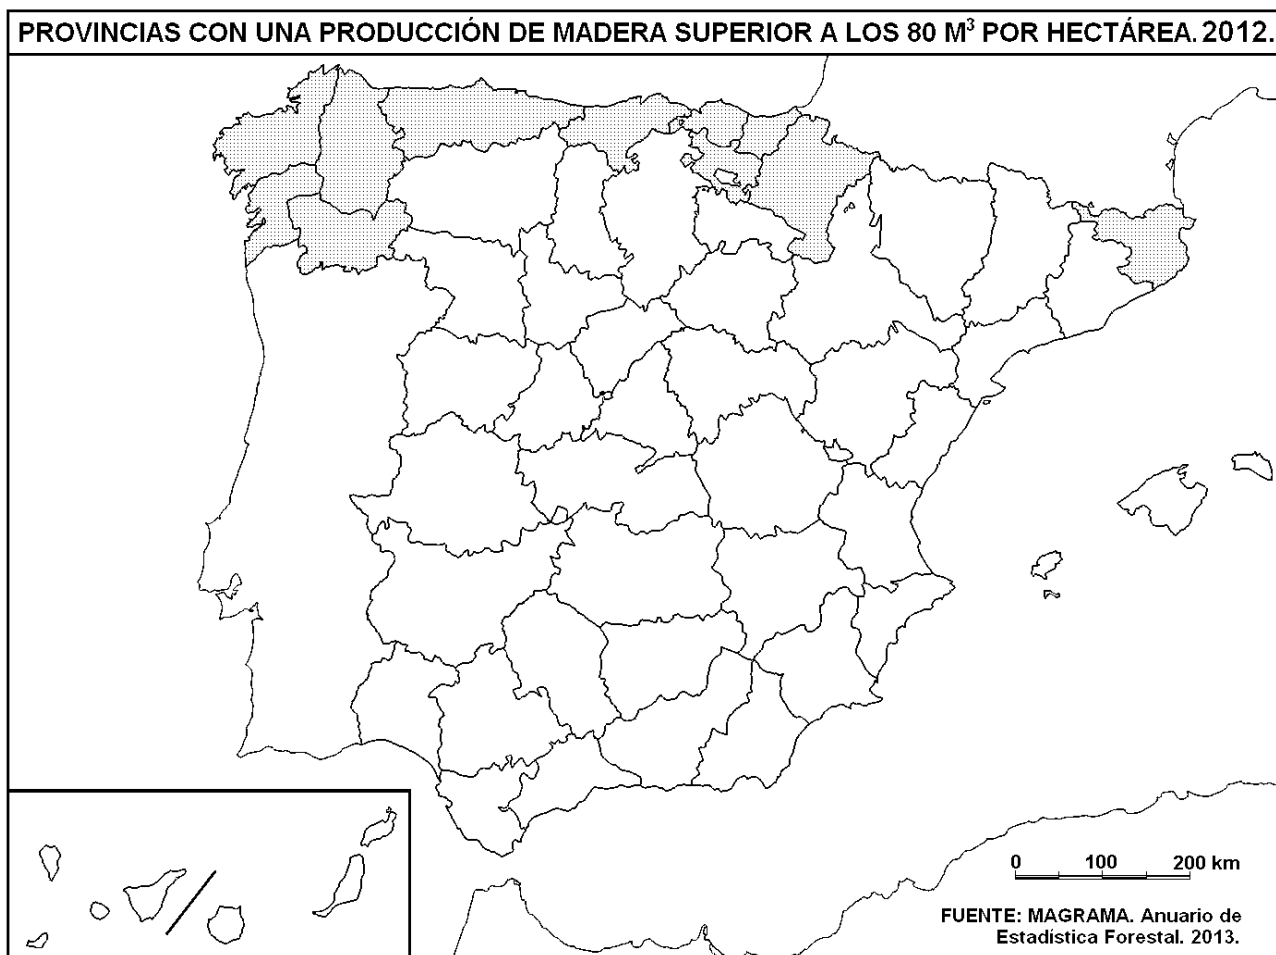 PROVINCIAS CON UNA PRODUCCIÓN DE MADERA SUPERIOR A LOS 80 M³ POR HECTÁREA. 2012.
0 100 200 km
FUENTE: MAGRAMA. Anuario de
Estadística Forestal. 2013.